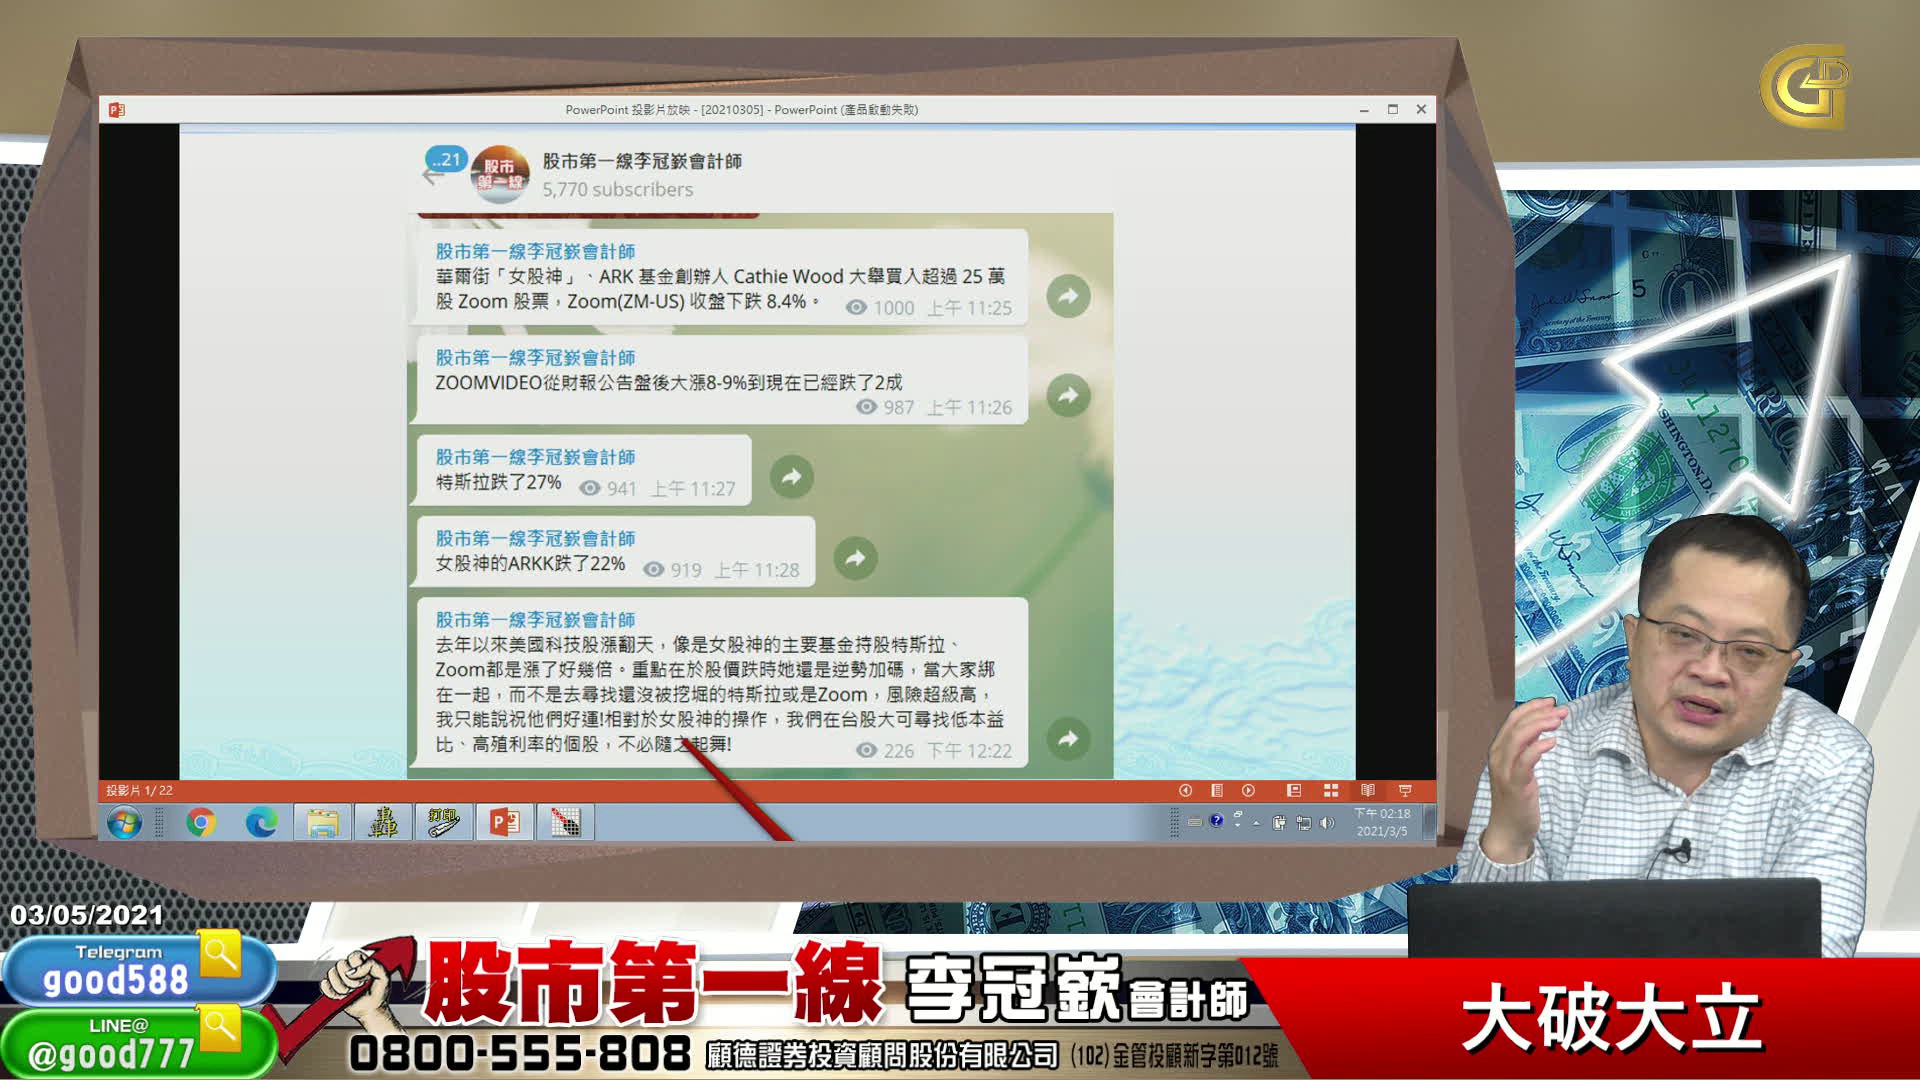 PowerPoint 投影片放映 - [20210305] - PowerPoint (產品啟動失敗)
..21
股市第一線李冠嶔會計師
5,770 subscribers
股市
第一線
股市第一線李冠嶔會計師
華爾街「女股神」、ARK 基金創辦人 Cathie Wood 大舉買入超過 25 萬
股 Zoom 股票，Zoom(ZM-US) 收盤下跌 8.4%。
1000 上午 11:25
股市第一線李冠嶔會計師
ZOOMVIDEO從財報公告盤後大漲8-9%到現在已經跌了2成
987 上午 11:26
股市第一線李冠嶔會計師
特斯拉跌了27%
941 上午 11:27
股市第一線李冠嶔會計師
女股神的ARKK跌了22%
919 上午 11:28
股市第一線李冠嶔會計師
去年以來美國科技股漲翻天，像是女股神的主要基金持股特斯拉、
Zoom都是漲了好幾倍。重點在於股價跌時她還是逆勢加碼，當大家綁
在一起，而不是去尋找還沒被挖堀的特斯拉或是Zoom，風險超級高，
我只能說祝他們好運!相對於女股神的操作，我們在台股大可尋找低本益
比、高殖利率的個股，不必隨之起舞!
226 下午 12:22
投影片 1/22
下午 02:18
2021/3/5
03/05/2021
Telegram
good588
LINE@
@good777
股市第一線 李冠嶔會計師
0800-555-808 顧德證券投資顧問股份有限公司 (102)金管投顧新字第012號
大破大立